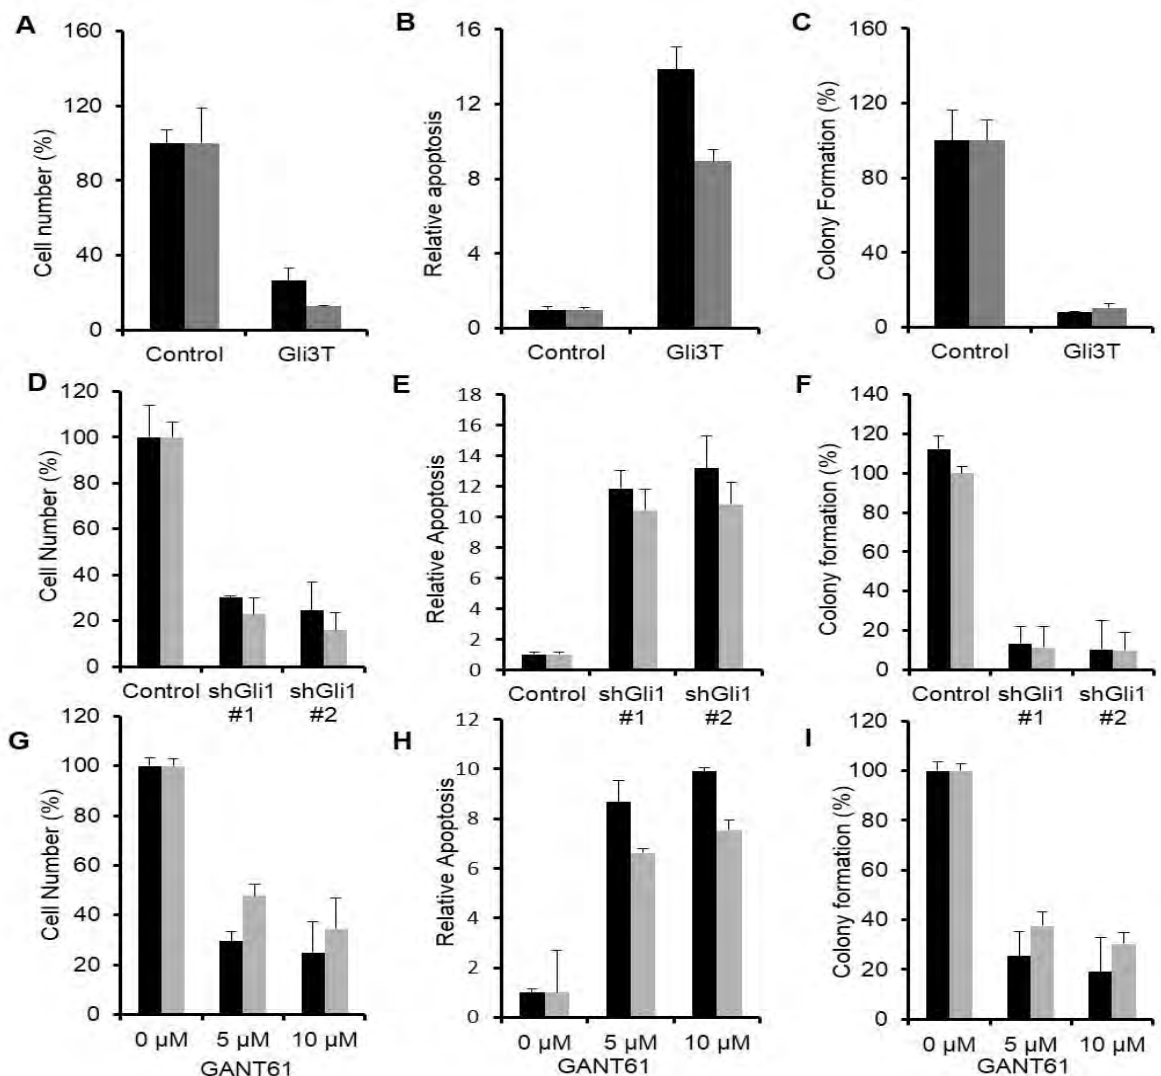 A
Cell number (%)
160
120
80
40
0
Control Gli3T
B
Relative apoptosis
16
12
8
4
0
Control Gli3T
C
Colony Formation (%)
160
120
80
40
0
Control Gli3T
D
Cell Number (%)
120
100
80
60
40
20
0
Control shGli1 shGli1
#1 #2
E
Relative Apoptosis
18
16
14
12
10
8
6
4
2
0
Control shGli1 shGli1
#1 #2
F
Colony formation (%)
140
120
100
80
60
40
20
0
Control shGli1 shGli1
#1 #2
G
Cell Number (%)
120
100
80
60
40
20
0
0 µM 5 µM 10 µM
GANT61
H
Relative Apoptosis
12
10
8
6
4
2
0
0 µM 5 µM 10 µM
GANT61
I
Colony formation (%)
120
100
80
60
40
20
0
0 µM 5 µM 10 µM
GANT61